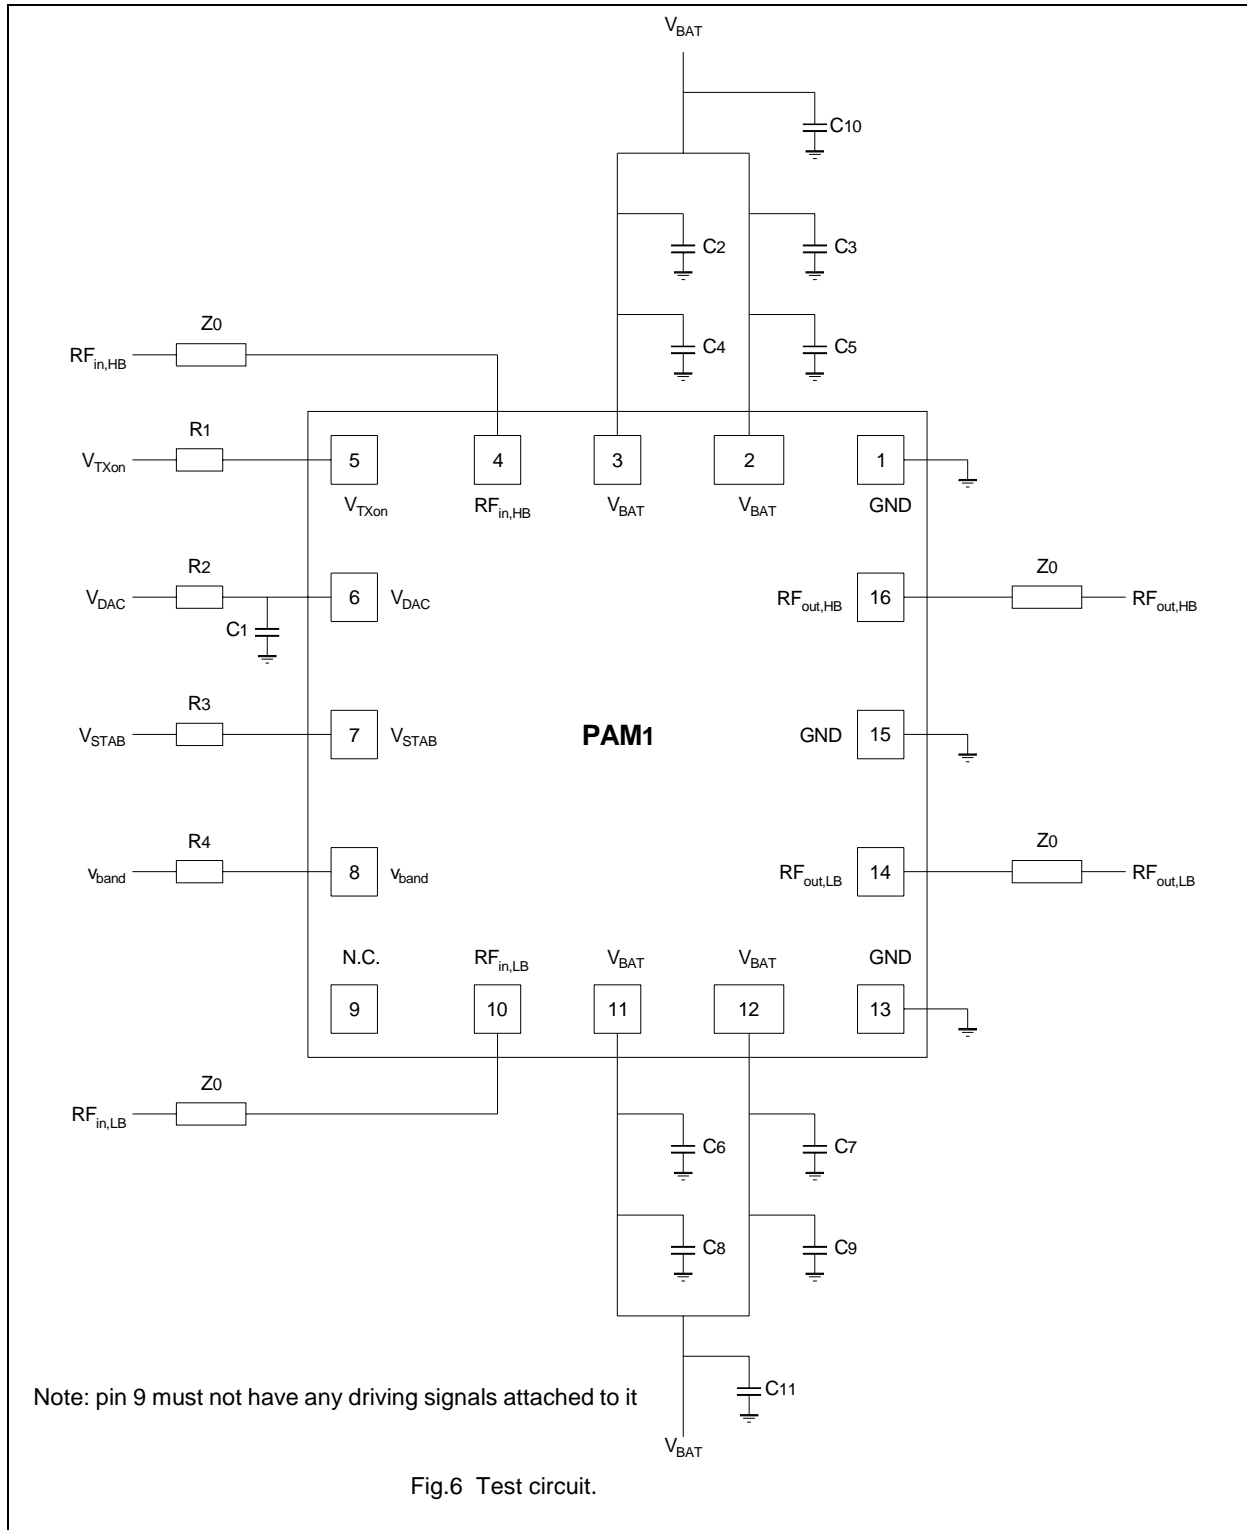 VBAT
C10
C2
C3
Z0
RFin,HB
C4
C5
R1
VTXon
5
4
3
2
1
VTXon
RFin,HB
VBAT
VBAT
GND
R2
Z0
VDAC
6
VDAC
RFout,HB
16
RFout,HB
C1
R3
VSTAB
7
VSTAB
PAM1
GND
15
R4
Z0
vband
8
vband
RFout,LB
14
RFout,LB
N.C.
RFin,LB
VBAT
VBAT
GND
9
10
11
12
13
Z0
RFin,LB
C6
C7
C8
C9
C11
Note: pin 9 must not have any driving signals attached to it
VBAT
Fig.6 Test circuit.